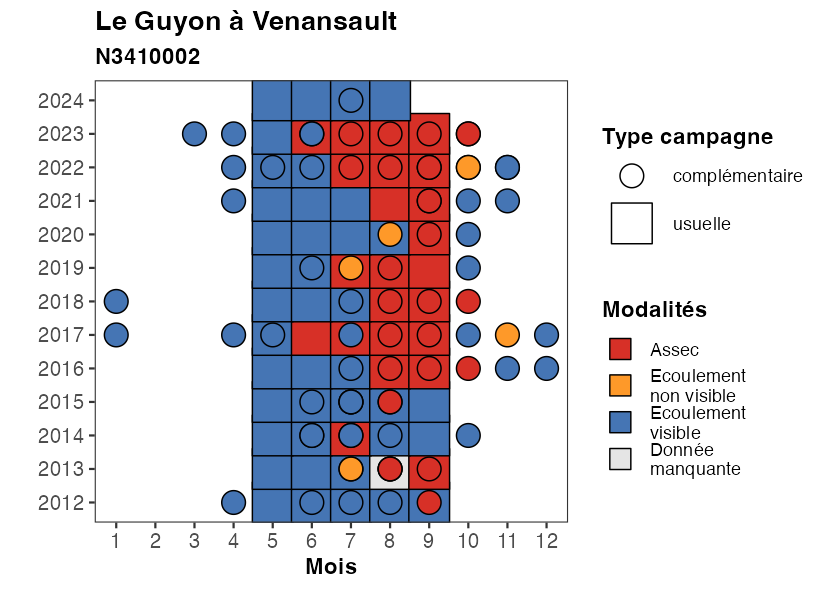 Le Guyon à Venansault
N3410002
2024
2023
2022
2021
2020
2019
2018
2017
2016
2015
2014
2013
2012
1 2 3 4 5 6 7 8 9 10 11 12
Mois
Type campagne
complémentaire
usuelle
Modalités
Assec
Ecoulement
non visible
Ecoulement
visible
Donnée
manquante